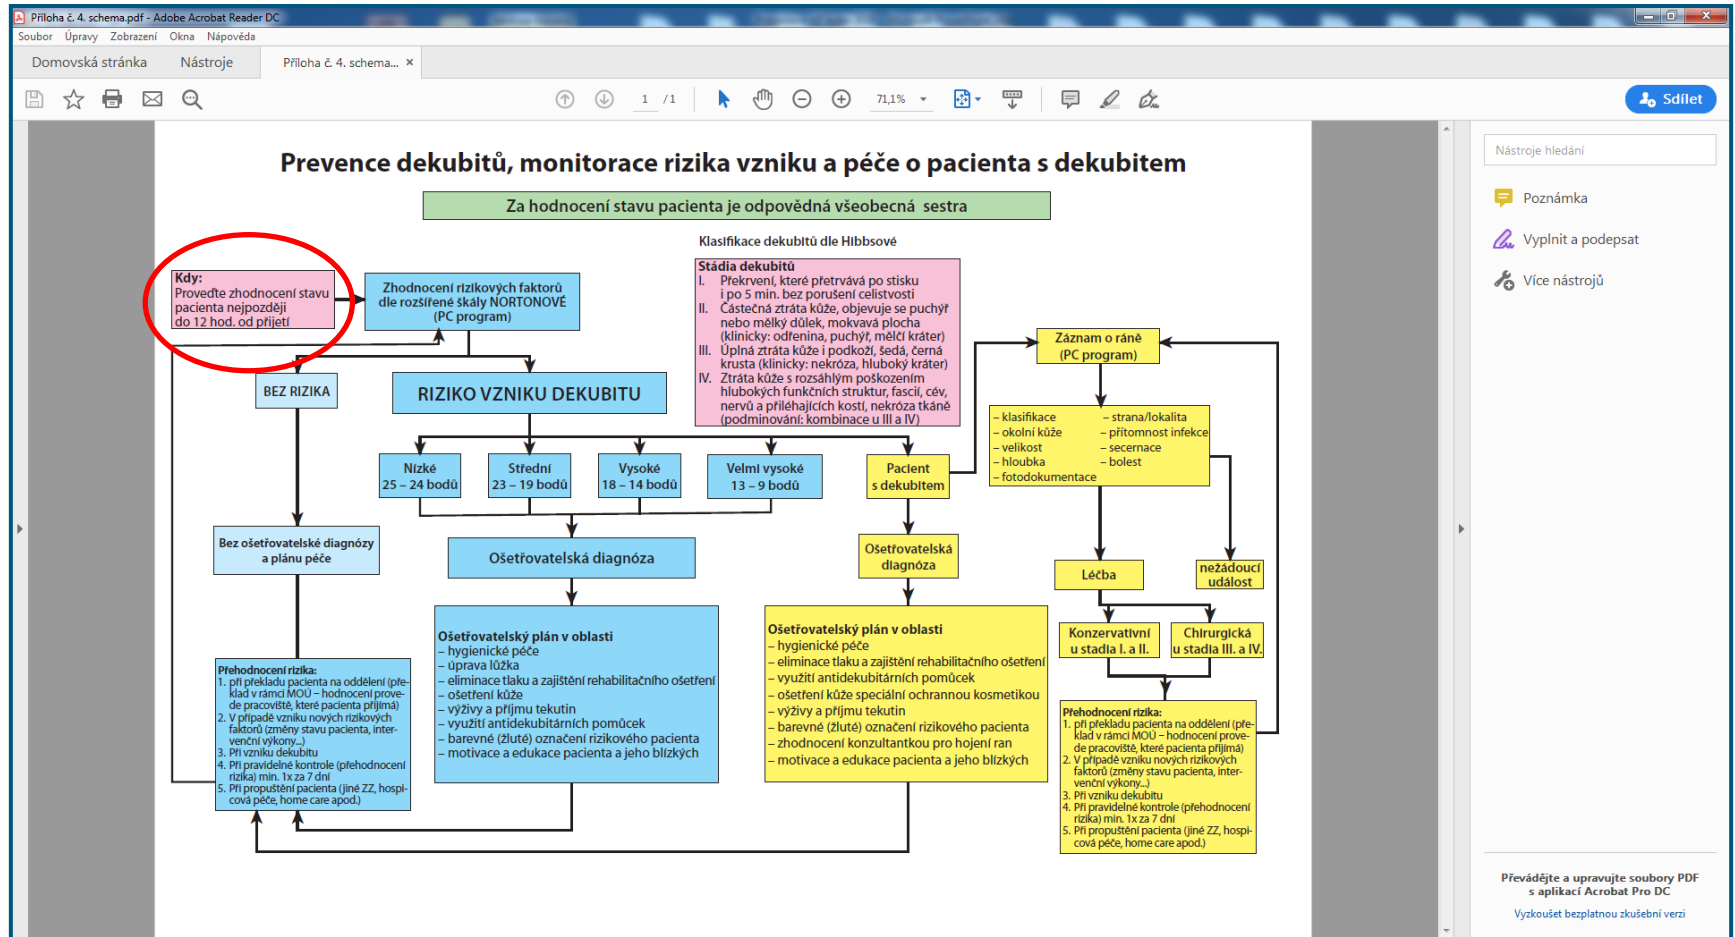 Příloha č. 4. schema.pdf - Adobe Acrobat Reader DC
Soubor Úpravy Zobrazení Okna Nápověda
Domovská stránka Nástroje Příloha č. 4. schema... ×
1 / 1 71,1% Sdílet
Prevence dekubitů, monitorace rizika vzniku a péče o pacienta s dekubitem
Za hodnocení stavu pacienta je odpovědná všeobecná sestra
Kdy:
Proveďte zhodnocení stavu
pacienta nejpozději
do 12 hod. od přijetí
Zhodnocení rizikových faktorů
dle rozšířené škály NORTONOVÉ
(PC program)
Klasifikace dekubitů dle Hibbsové
Stádia dekubitů
I. Překrvení, které přetrvává po stisku
i po 5 min. bez porušení celistvosti
II. Částečná ztráta kůže, objevuje se puchýř
nebo mělký důlek, mokvavá plocha
(klinicky: odřenina, puchýř, mělčí kráter)
III. Úplná ztráta kůže i podkoží, šedá, černá
krusta (klinicky: nekróza, hluboký kráter)
IV. Ztráta kůže s rozsáhlým poškozením
hlubokých funkčních struktur, fascií, cév,
nervů a přiléhajících kostí, nekróza tkáně
(podminování: kombinace u III a IV)
Záznam o ráně
(PC program)
BEZ RIZIKA
RIZIKO VZNIKU DEKUBITU
– klasifikace
– okolní kůže
– velikost
– hloubka
– fotodokumentace
– strana/lokalita
– přítomnost infekce
– secernace
– bolest
Nízké
25 – 24 bodů
Střední
23 – 19 bodů
Vysoké
18 – 14 bodů
Velmi vysoké
13 – 9 bodů
Pacient
s dekubitem
Bez ošetřovatelské diagnózy
a plánu péče
Ošetřovatelská diagnóza
Ošetřovatelská
diagnóza
Léčba
nežádoucí
událost
Konzervativní
u stadia I. a II.
Chirurgická
u stadia III. a IV.
Ošetřovatelský plán v oblasti
– hygienické péče
– úprava lůžka
– eliminace tlaku a zajištění rehabilitačního ošetření
– ošetření kůže
– výživy a příjmu tekutin
– využití antidekubitárních pomůcek
– barevné (žluté) označení rizikového pacienta
– motivace a edukace pacienta a jeho blízkých
Ošetřovatelský plán v oblasti
– hygienické péče
– eliminace tlaku a zajištění rehabilitačního ošetření
– využití antidekubitárních pomůcek
– ošetření kůže speciální ochrannou kosmetikou
– výživy a příjmu tekutin
– barevné (žluté) označení rizikového pacienta
– zhodnocení konzultantkou pro hojení ran
– motivace a edukace pacienta a jeho blízkých
Přehodnocení rizika:
1. při překladu pacienta na oddělení (pře-
klad v rámci MOÚ – hodnocení prove-
de pracoviště, které pacienta přijímá)
2. V případě vzniku nových rizikových
faktorů (změny stavu pacienta, inter-
venční výkony...)
3. Při vzniku dekubitu
4. Při pravidelné kontrole (přehodnocení
rizika) min. 1x za 7 dní
5. Při propuštění pacienta (jiné ZZ, hospi-
cová péče, home care apod.)
Přehodnocení rizika:
1. při překladu pacienta na oddělení (pře-
klad v rámci MOÚ – hodnocení prove-
de pracoviště, které pacienta přijímá)
2. V případě vzniku nových rizikových
faktorů (změny stavu pacienta, inter-
venční výkony...)
3. Při vzniku dekubitu
4. Při pravidelné kontrole (přehodnocení
rizika) min. 1x za 7 dní
5. Při propuštění pacienta (jiné ZZ, hospi-
cová péče, home care apod.)
Nástroje hledání
Poznámka
Vyplnit a podepsat
Více nástrojů
Převádějte a upravujte soubory PDF
s aplikací Acrobat Pro DC
Vyzkoušet bezplatnou zkušební verzi